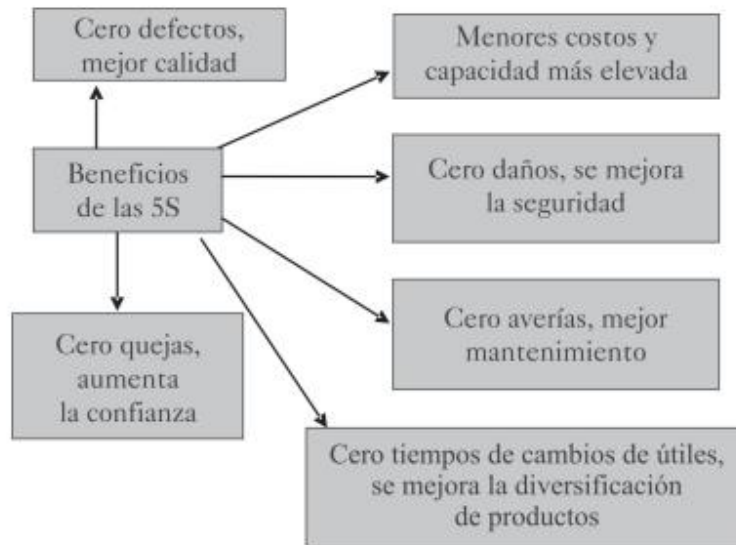 Cero defectos,
mejor calidad
Menores costos y
capacidad más elevada
Beneficios
de las 5S
Cero daños, se mejora
la seguridad
Cero quejas,
aumenta
la confianza
Cero averías, mejor
mantenimiento
Cero tiempos de cambios de útiles,
se mejora la diversificación
de productos